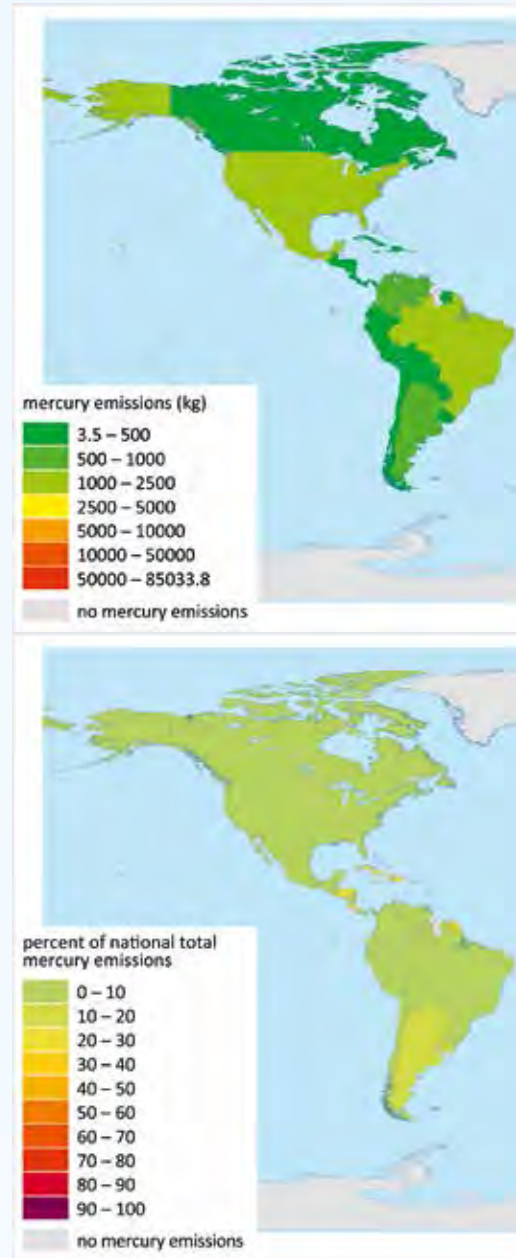 mercury emissions (kg)
3.5 – 500
500 – 1000
1000 – 2500
2500 – 5000
5000 – 10000
10000 – 50000
50000 – 85033.8
no mercury emissions
percent of national total
mercury emissions
0 – 10
10 – 20
20 – 30
30 – 40
40 – 50
50 – 60
60 – 70
70 – 80
80 – 90
90 – 100
no mercury emissions